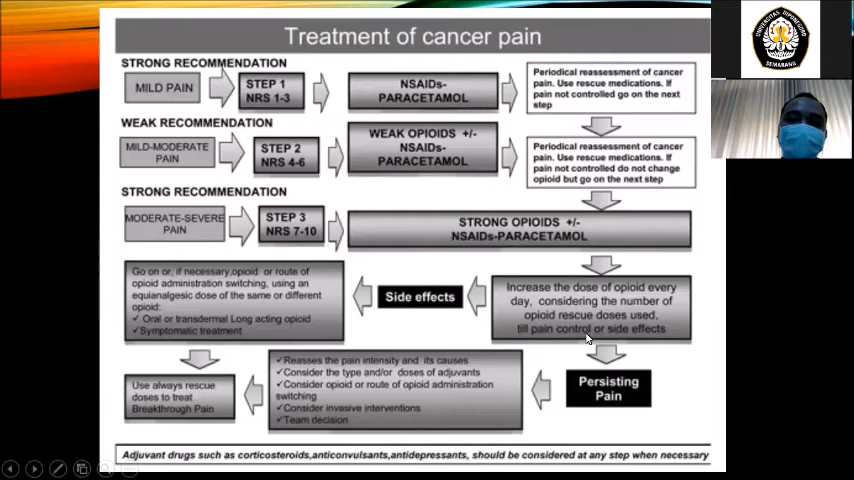 Treatment of cancer pain
STRONG RECOMMENDATION
MILD PAIN
STEP 1
NRS 1-3
NSAIDs-
PARACETAMOL
Periodical reassessment of cancer
pain. Use rescue medications. If
pain not controlled go on the next
step
WEAK RECOMMENDATION
MILD-MODERATE
PAIN
STEP 2
NRS 4-6
WEAK OPIOIDS +/-
NSAIDs-
PARACETAMOL
Periodical reassessment of cancer
pain. Use rescue medications. If
pain not controlled do not change
opioid but go on the next step
STRONG RECOMMENDATION
MODERATE-SEVERE
PAIN
STEP 3
NRS 7-10
STRONG OPIOIDS +/-
NSAIDs-PARACETAMOL
Increase the dose of opioid every
day, considering the number of
opioid rescue doses used,
till pain control or side effects
Side effects
Go on or, if necessary,opioid or route of
opioid administration switching, using an
equianalgesic dose of the same or different
opioid:
✓ Oral or transdermal Long acting opioid
✓Symptomatic treatment
Persisting
Pain
✓Reasses the pain intensity and its causes
✓Consider the type and/or doses of adjuvants
✓Consider opioid or route of opioid administration
switching
✓Consider invasive interventions
✓Team decision
Use always rescue
doses to treat
Breakthrough Pain
Adjuvant drugs such as corticosteroids,anticonvulsants,antidepressants, should be considered at any step when necessary
UNIVERSITAS DIPONEGORO
SEMARANG